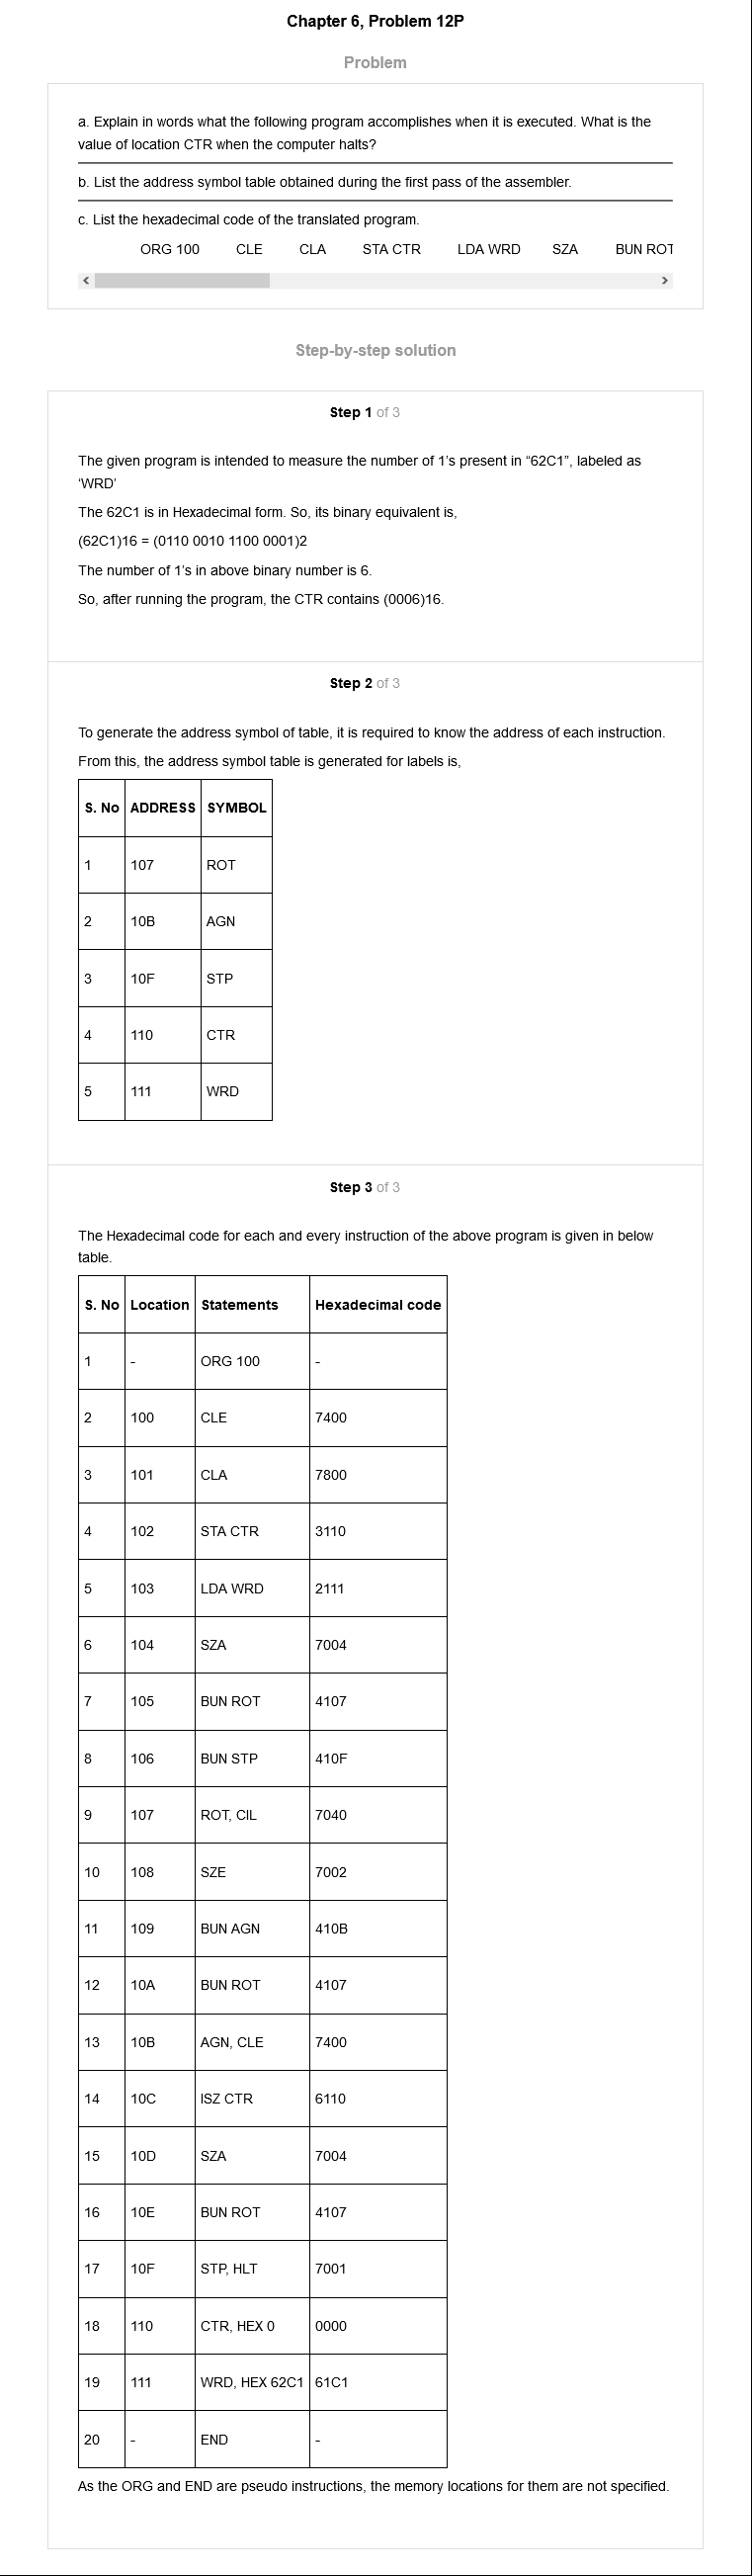 Chapter 6, Problem 12P
Problem
a. Explain in words what the following program accomplishes when it is executed. What is the
value of location CTR when the computer halts?
b. List the address symbol table obtained during the first pass of the assembler.
c. List the hexadecimal code of the translated program.
ORG 100 CLE CLA STA CTR LDA WRD SZA BUN ROT
Step-by-step solution
Step 1 of 3
The given program is intended to measure the number of 1's present in “62C1”, labeled as
‘WRD’
The 62C1 is in Hexadecimal form. So, its binary equivalent is,
(62C1)16 = (0110 0010 1100 0001)2
The number of 1's in above binary number is 6.
So, after running the program, the CTR contains (0006)16.
Step 2 of 3
To generate the address symbol of table, it is required to know the address of each instruction.
From this, the address symbol table is generated for labels is,
S. No ADDRESS SYMBOL
1 107 ROT
2 10B AGN
3 10F STP
4 110 CTR
5 111 WRD
Step 3 of 3
The Hexadecimal code for each and every instruction of the above program is given in below
table.
S. No Location Statements Hexadecimal code
1 - ORG 100 -
2 100 CLE 7400
3 101 CLA 7800
4 102 STA CTR 3110
5 103 LDA WRD 2111
6 104 SZA 7004
7 105 BUN ROT 4107
8 106 BUN STP 410F
9 107 ROT, CIL 7040
10 108 SZE 7002
11 109 BUN AGN 410B
12 10A BUN ROT 4107
13 10B AGN, CLE 7400
14 10C ISZ CTR 6110
15 10D SZA 7004
16 10E BUN ROT 4107
17 10F STP, HLT 7001
18 110 CTR, HEX 0 0000
19 111 WRD, HEX 62C1 61C1
20 - END -
As the ORG and END are pseudo instructions, the memory locations for them are not specified.